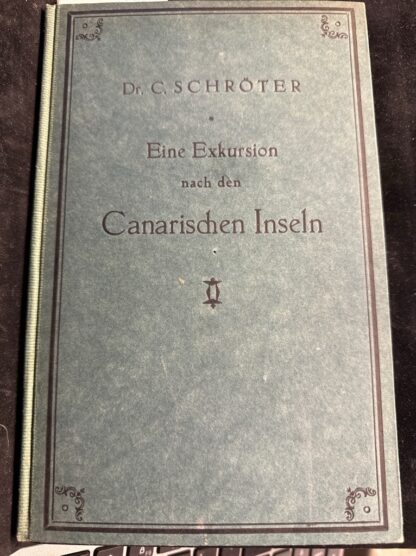 Dr. C. SCHRÖTER
Eine Exkursion
nach den
Canarischen Inseln